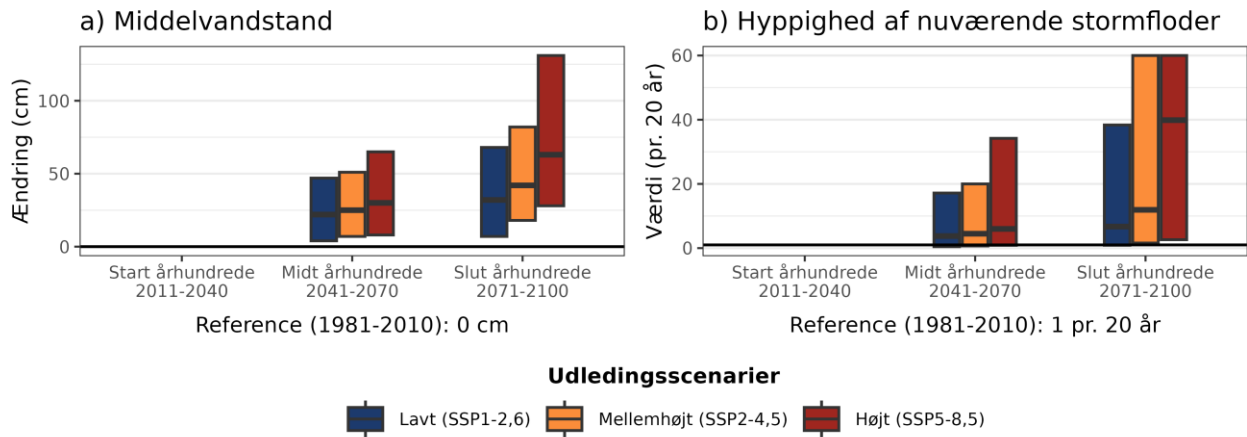 a) Middelvandstand
Ændring (cm)
100
50
0
Start århundrede
2011-2040
Midt århundrede
2041-2070
Slut århundrede
2071-2100
Reference (1981-2010): 0 cm
b) Hyppighed af nuværende stormfloder
Værdi (pr. 20 år)
60
40
20
0
Start århundrede
2011-2040
Midt århundrede
2041-2070
Slut århundrede
2071-2100
Reference (1981-2010): 1 pr. 20 år
Udledingsscenarier
Lavt (SSP1-2,6)
Mellemhøjt (SSP2-4,5)
Højt (SSP5-8,5)